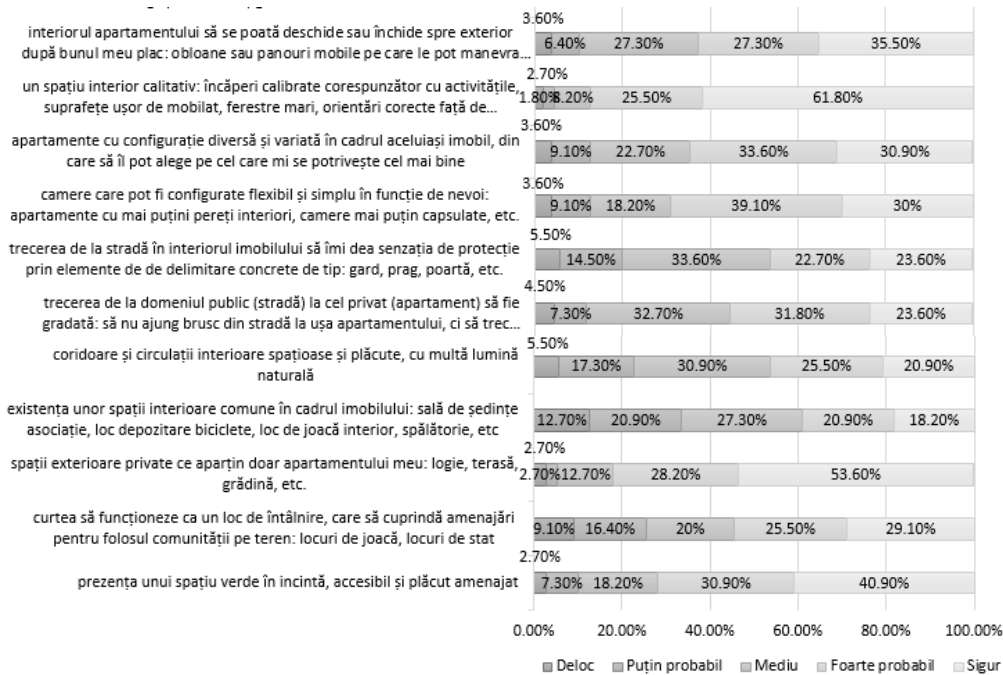 3.60%
interiorul apartamentului să se poată deschide sau închide spre exterior
după bunul meu plac: obloane sau panouri mobile pe care le pot manevra...
6.40% 27.30% 27.30% 35.50%
2.70%
un spațiu interior calitativ: încăperi calibrate corespunzător cu activitățile,
suprafețe ușor de mobilat, ferestre mari, orientări corecte față de...
1.80% 8.20% 25.50% 61.80%
3.60%
apartamente cu configurație diversă și variată în cadrul aceluiași imobil, din
care să îl pot alege pe cel care mi se potrivește cel mai bine
9.10% 22.70% 33.60% 30.90%
3.60%
camere care pot fi configurate flexibil și simplu în funcție de nevoi:
apartamente cu mai puțini pereți interiori, camere mai puțin capsulate, etc.
9.10% 18.20% 39.10% 30%
5.50%
trecerea de la stradă în interiorul imobilului să îmi dea senzația de protecție
prin elemente de de delimitare concrete de tip: gard, prag, poartă, etc.
14.50% 33.60% 22.70% 23.60%
4.50%
trecerea de la domeniul public (stradă) la cel privat (apartament) să fie
gradată: să nu ajung brusc din stradă la ușa apartamentului, ci să trec...
7.30% 32.70% 31.80% 23.60%
5.50%
coridoare și circulații interioare spațioase și plăcute, cu multă lumină
naturală
17.30% 30.90% 25.50% 20.90%
existența unor spații interioare comune în cadrul imobilului: sală de ședințe
asociație, loc depozitare biciclete, loc de joacă interior, spălătorie, etc
12.70% 20.90% 27.30% 20.90% 18.20%
2.70%
spații exterioare private ce aparțin doar apartamentului meu: logie, terasă,
grădină, etc.
2.70% 12.70% 28.20% 53.60%
curtea să funcționeze ca un loc de întâlnire, care să cuprindă amenajări
pentru folosul comunității pe teren: locuri de joacă, locuri de stat
9.10% 16.40% 20% 25.50% 29.10%
2.70%
prezența unui spațiu verde în incintă, accesibil și plăcut amenajat
7.30% 18.20% 30.90% 40.90%
0.00% 20.00% 40.00% 60.00% 80.00% 100.00%
Deloc Puțin probabil Mediu Foarte probabil Sigur